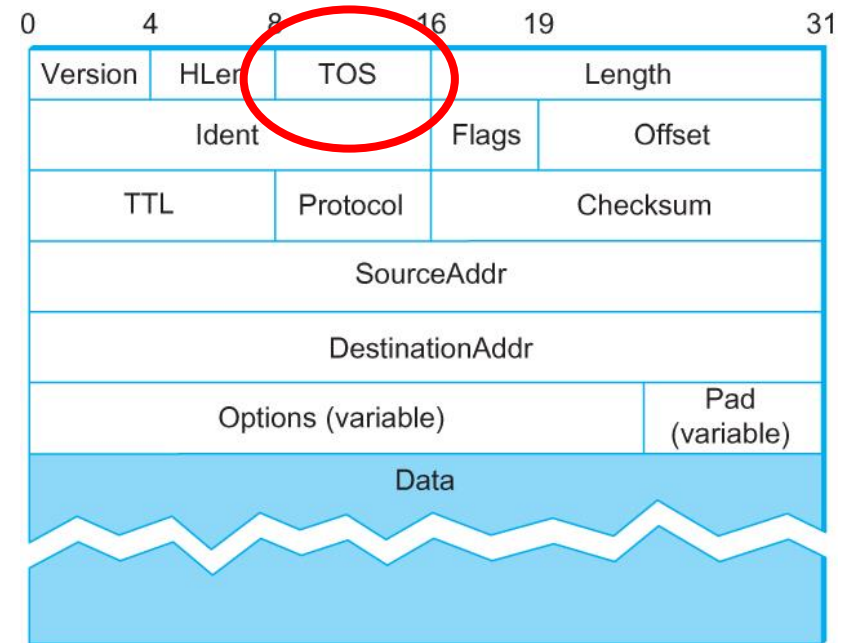 0 4 8 16 19 31
Version HLen TOS Length
Ident Flags Offset
TTL Protocol Checksum
SourceAddr
DestinationAddr
Options (variable) Pad
(variable)
Data